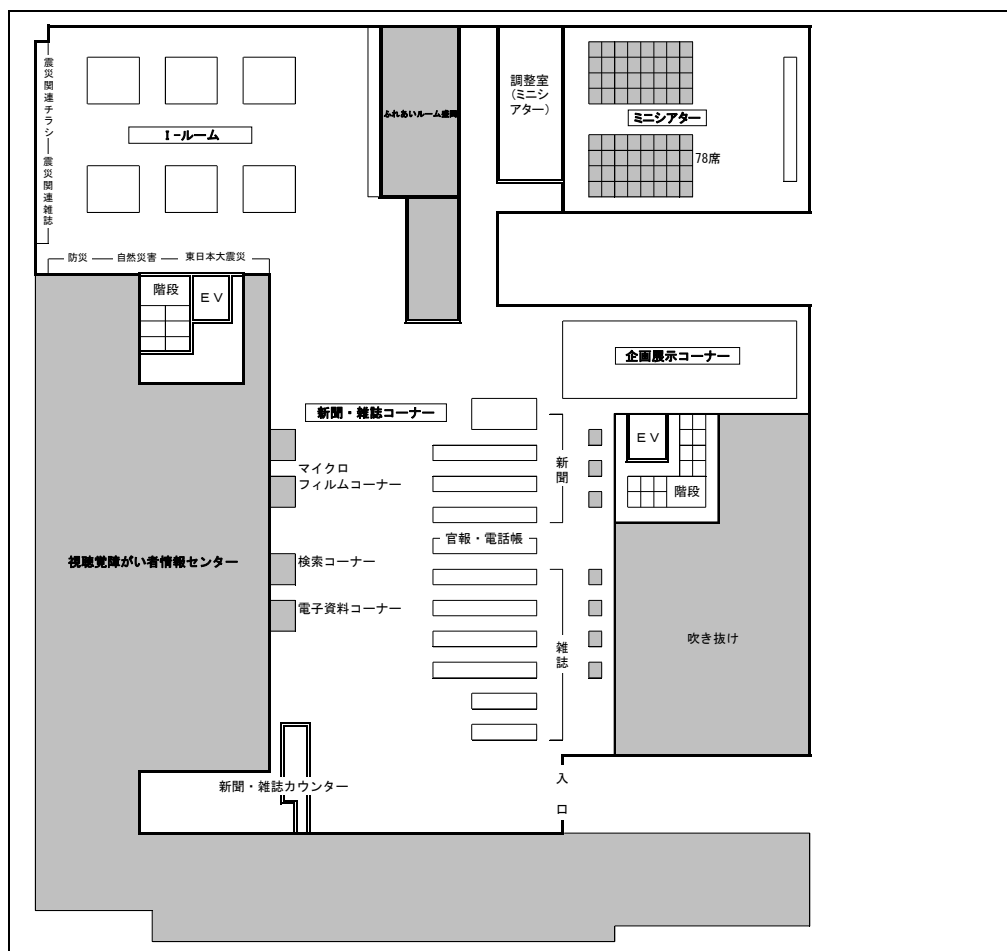 震災関連チラシ
震災関連雑誌
I-ルーム
防災
自然災害
東日本大震災
ふれあいルーム盛岡
調整室
(ミニシ
アター)
ミニシアター
78席
階段
EV
企画展示コーナー
新聞・雑誌コーナー
新聞
EV
階段
マイクロ
フィルムコーナー
官報・電話帳
視聴覚障がい者情報センター
検索コーナー
電子資料コーナー
雑誌
吹き抜け
新聞・雑誌カウンター
入口